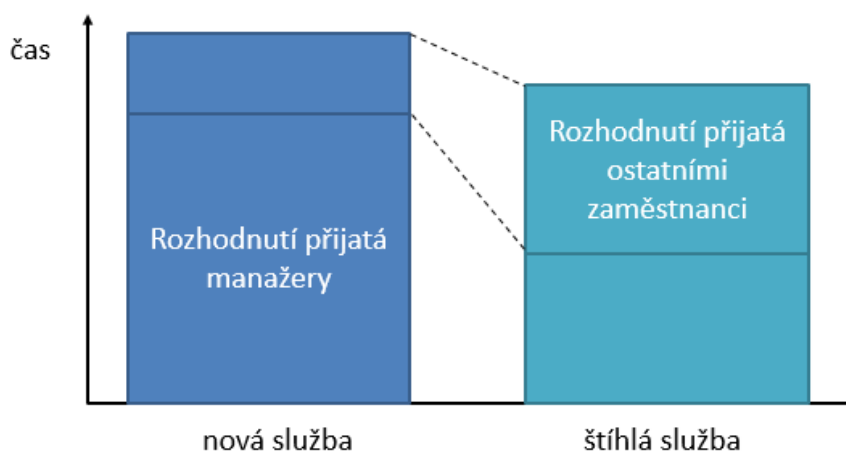 čas
Rozhodnutí přijatá
manažery
Rozhodnutí přijatá
ostatními
zaměstnanci
nová služba
štíhlá služba